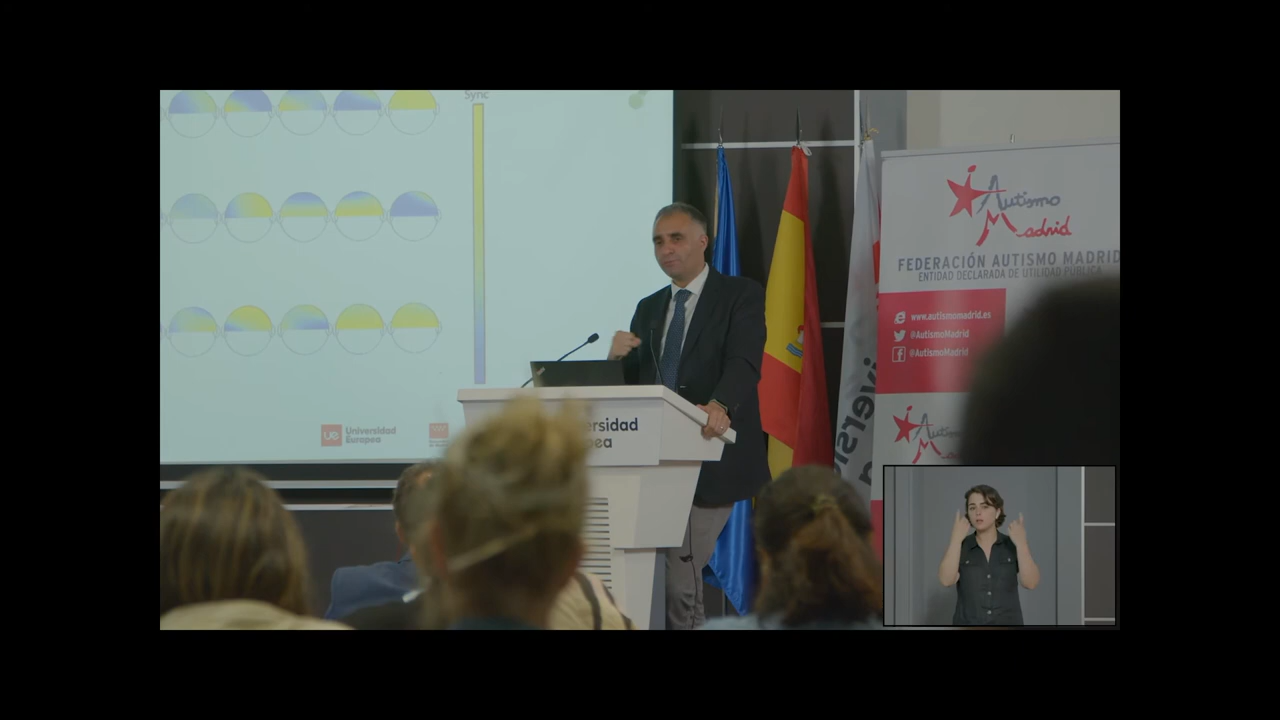 Sync
Autismo
Madrid
FEDERACIÓN AUTISMO MADRID
ENTIDAD DECLARADA DE UTILIDAD PÚBLICA
www.autismomadrid.es
@AutismoMadrid
@AutismoMadrid
ue Universidad
Europea
ersidad
pea